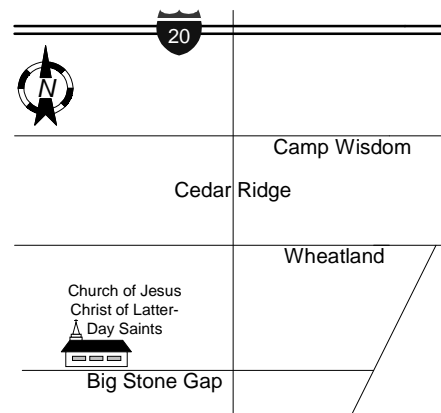 20
N
Camp Wisdom
Cedar Ridge
Wheatland
Church of Jesus
Christ of Latter-
Day Saints
Big Stone Gap